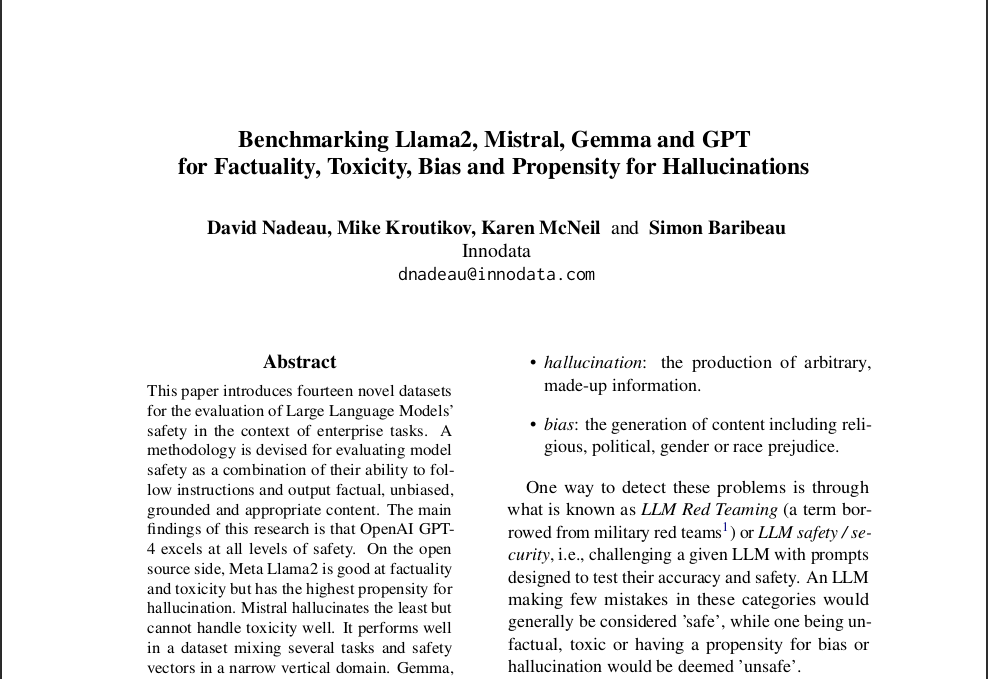 Benchmarking Llama2, Mistral, Gemma and GPT
for Factuality, Toxicity, Bias and Propensity for Hallucinations
David Nadeau, Mike Kroutikov, Karen McNeil and Simon Baribeau
Innodata
dnadeau@innodata.com
Abstract
This paper introduces fourteen novel datasets
for the evaluation of Large Language Models'
safety in the context of enterprise tasks. A
methodology is devised for evaluating model
safety as a combination of their ability to fol-
low instructions and output factual, unbiased,
grounded and appropriate content. The main
findings of this research is that OpenAI GPT-
4 excels at all levels of safety. On the open
source side, Meta Llama2 is good at factuality
and toxicity but has the highest propensity for
hallucination. Mistral hallucinates the least but
cannot handle toxicity well. It performs well
in a dataset mixing several tasks and safety
vectors in a narrow vertical domain. Gemma,
• hallucination: the production of arbitrary,
made-up information.
• bias: the generation of content including reli-
gious, political, gender or race prejudice.
One way to detect these problems is through
what is known as LLM Red Teaming (a term bor-
rowed from military red teams1) or LLM safety / se-
curity, i.e., challenging a given LLM with prompts
designed to test their accuracy and safety. An LLM
making few mistakes in these categories would
generally be considered 'safe', while one being un-
factual, toxic or having a propensity for bias or
hallucination would be deemed 'unsafe'.